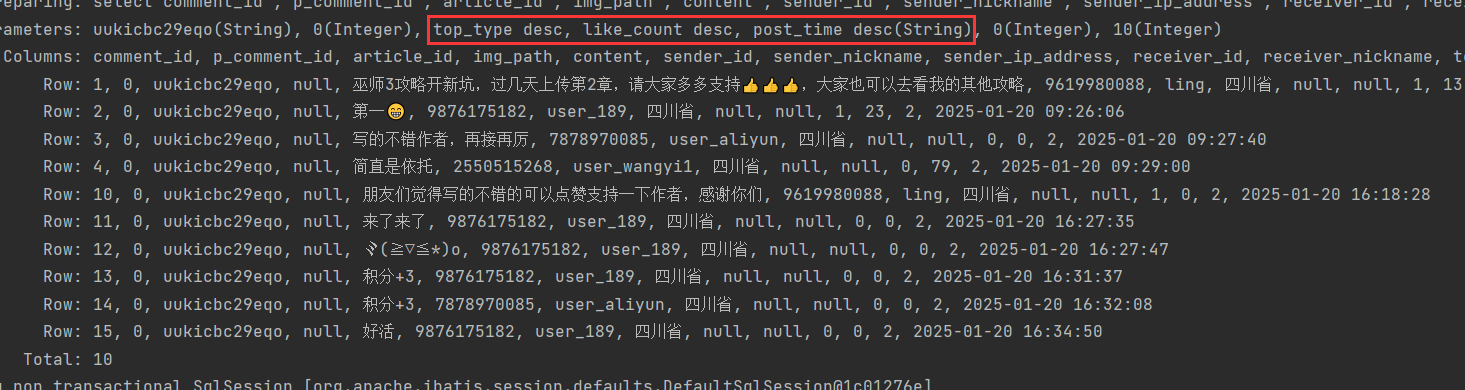 eparing: select comment_id , p_comment_id , article_id , img_path , content , sender_id , sender_nickname , sender_ip_address , receiver_id , rece
rameters: uukicbc29eqo(String), 0(Integer), top_type desc, like_count desc, post_time desc(String), 0(Integer), 10(Integer)
Columns: comment_id, p_comment_id, article_id, img_path, content, sender_id, sender_nickname, sender_ip_address, receiver_id, receiver_nickname, to
Row: 1, 0, uukicbc29eqo, null, 巫师3攻略开新坑，过几天上传第2章，请大家多多支持👍👍👍，大家也可以去看我的其他攻略, 9619980088, ling, 四川省, null, null, 1, 13
Row: 2, 0, uukicbc29eqo, null, 第一😁, 9876175182, user_189, 四川省, null, null, 1, 23, 2, 2025-01-20 09:26:06
Row: 3, 0, uukicbc29eqo, null, 写的不错作者，再接再厉, 7878970085, user_aliyun, 四川省, null, null, 0, 0, 2, 2025-01-20 09:27:40
Row: 4, 0, uukicbc29eqo, null, 简直是依托, 2550515268, user_wangyi1, 四川省, null, null, 0, 79, 2, 2025-01-20 09:29:00
Row: 10, 0, uukicbc29eqo, null, 朋友们觉得写的不错的可以点赞支持一下作者，感谢你们, 9619980088, ling, 四川省, null, null, 1, 0, 2, 2025-01-20 16:18:28
Row: 11, 0, uukicbc29eqo, null, 来了来了, 9876175182, user_189, 四川省, null, null, 0, 0, 2, 2025-01-20 16:27:35
Row: 12, 0, uukicbc29eqo, null, (≧▽≦*)o, 9876175182, user_189, 四川省, null, null, 0, 0, 2, 2025-01-20 16:27:47
Row: 13, 0, uukicbc29eqo, null, 积分+3, 9876175182, user_189, 四川省, null, null, 0, 0, 2, 2025-01-20 16:31:37
Row: 14, 0, uukicbc29eqo, null, 积分+3, 7878970085, user_aliyun, 四川省, null, null, 0, 0, 2, 2025-01-20 16:32:08
Row: 15, 0, uukicbc29eqo, null, 好活, 9876175182, user_189, 四川省, null, null, 0, 0, 2, 2025-01-20 16:34:50
Total: 10
non transactional SqlSession [org.apache.ibatis.session.defaults.DefaultSqlSession@1c01276e]